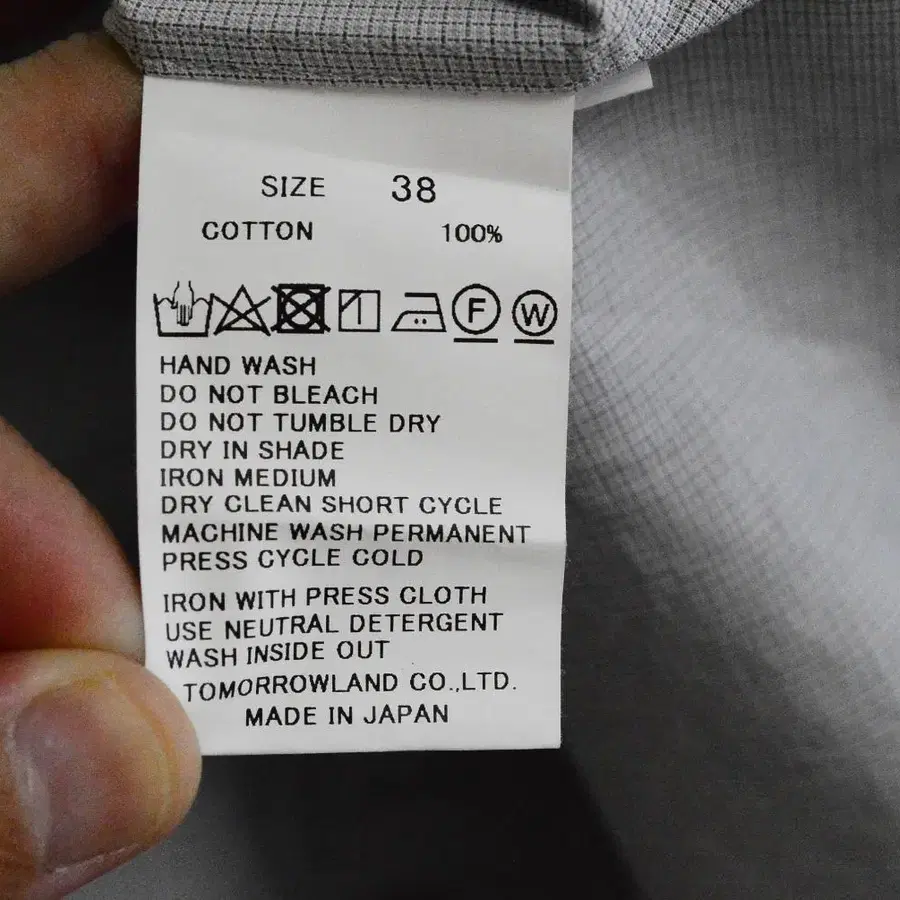 SIZE 38
COTTON 100%
F W
HAND WASH
DO NOT BLEACH
DO NOT TUMBLE DRY
DRY IN SHADE
IRON MEDIUM
DRY CLEAN SHORT CYCLE
MACHINE WASH PERMANENT
PRESS CYCLE COLD
IRON WITH PRESS CLOTH
USE NEUTRAL DETERGENT
WASH INSIDE OUT
TOMORROWLAND CO.,LTD.
MADE IN JAPAN